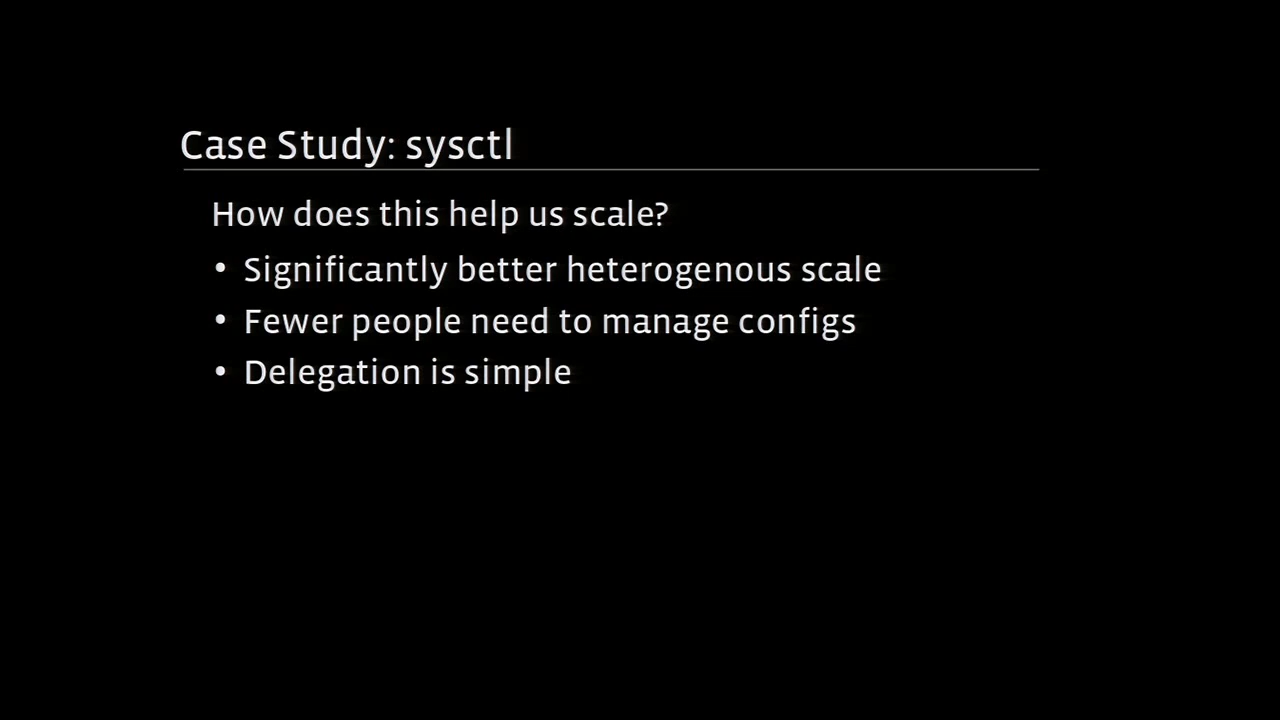 Case Study: sysctl
How does this help us scale?
• Significantly better heterogenous scale
• Fewer people need to manage configs
• Delegation is simple